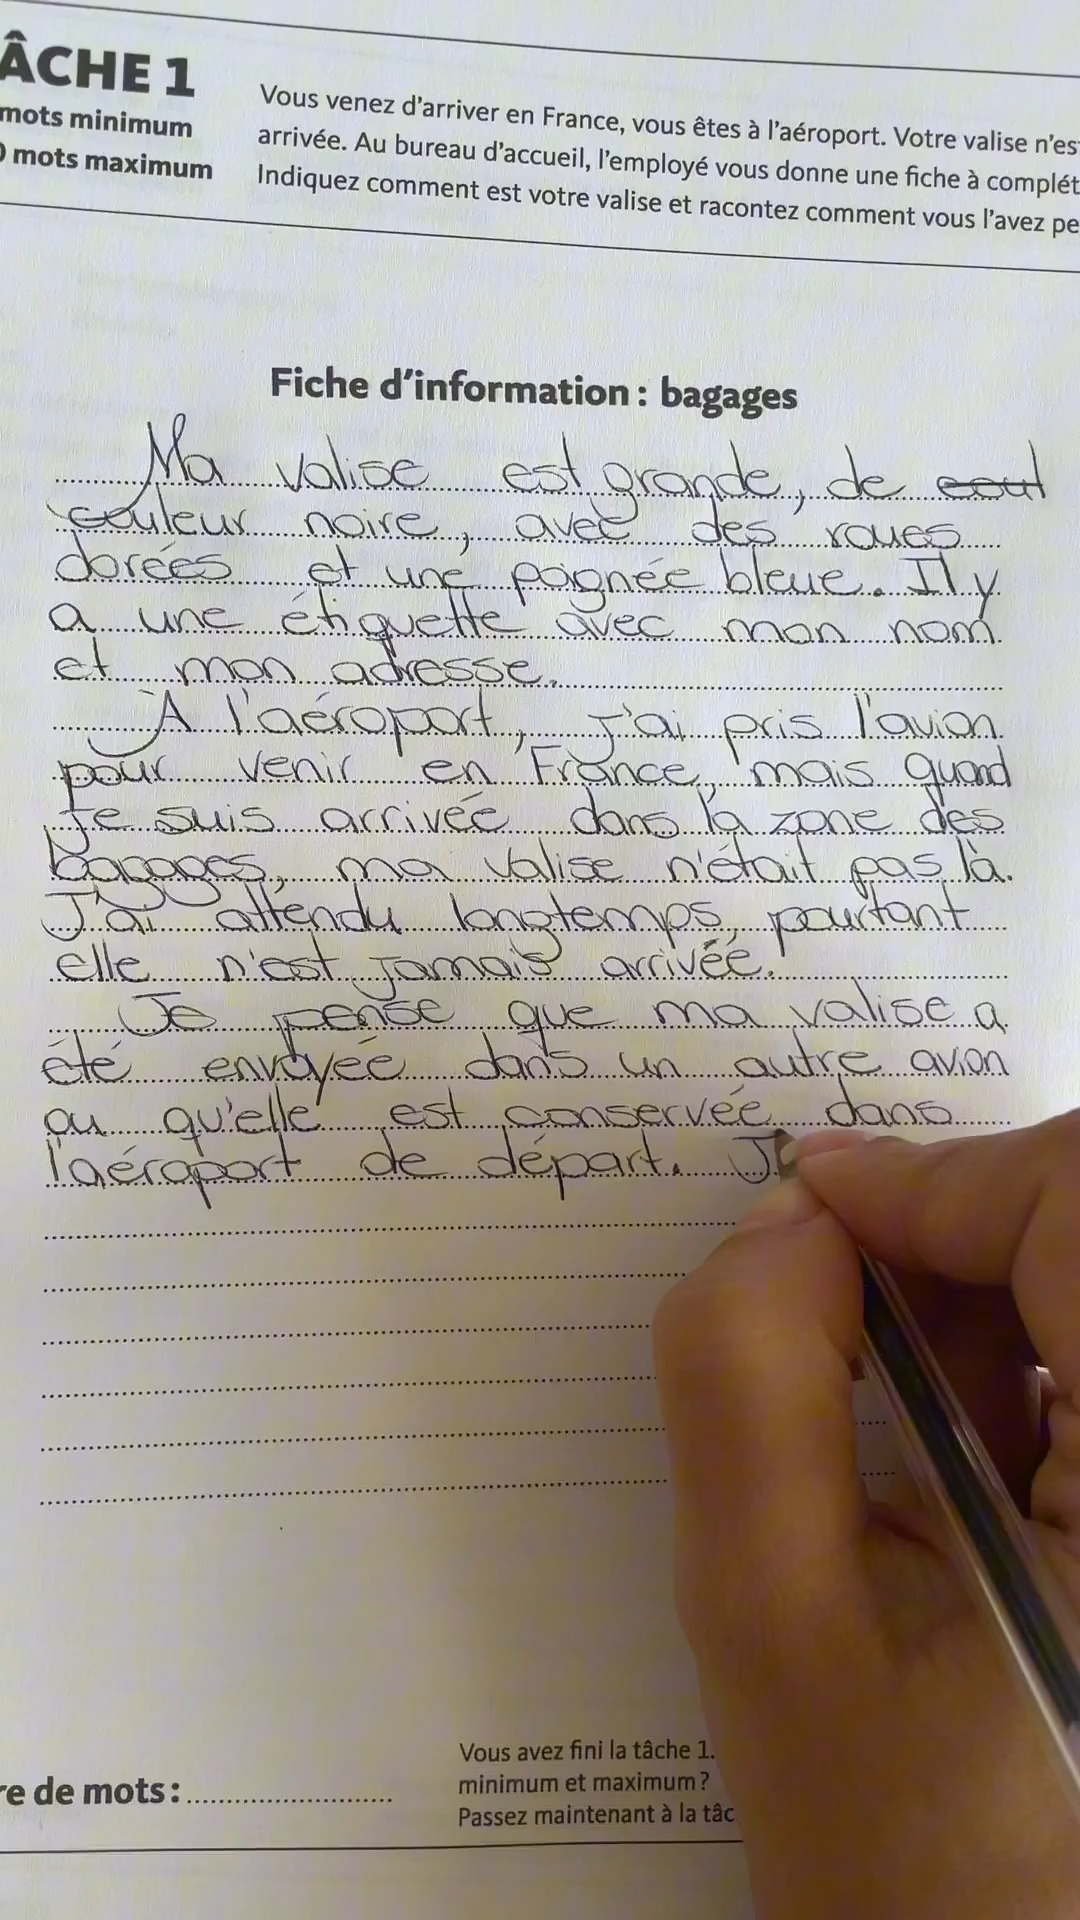 ÂCHE 1
mots minimum
0 mots maximum
Vous venez d'arriver en France, vous êtes à l'aéroport. Votre valise n'es
arrivée. Au bureau d'accueil, l'employé vous donne une fiche à complét
Indiquez comment est votre valise et racontez comment vous l'avez pe
Fiche d'information : bagages
Ma valise est grande, de coul
couleur noire, avec des roues
dorées et une poignée bleue. Il y
a une étiquette avec mon nom
et mon adresse.
À l'aéroport, j'ai pris l'avion
pour venir en France, mais quand
je suis arrivée dans la zone des
bagages, ma valise n'était pas là.
J'ai attendu longtemps, pourtant
elle n'est jamais arrivée.
Je pense que ma valise a
été envoyée dans un autre avion
ou qu'elle est conservée dans
l'aéroport de départ. J
re de mots :
Vous avez fini la tâche 1.
minimum et maximum ?
Passez maintenant à la tâc